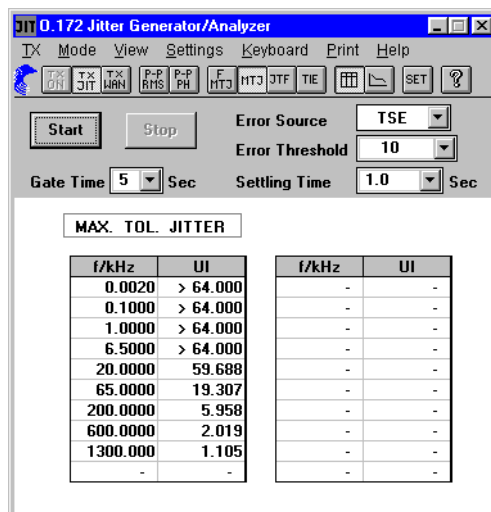 JIT O.172 Jitter Generator/Analyzer
TX Mode View Settings Keyboard Print Help
TX ON TX JIT TX WAN P-P RMS P-P PH F MTJ MTJ JTF TIE SET ?
Start Stop Error Source TSE
Error Threshold 10
Gate Time 5 Sec Settling Time 1.0 Sec
MAX. TOL. JITTER
f/kHz UI f/kHz UI
0.0020 > 64.000 - -
0.1000 > 64.000 - -
1.0000 > 64.000 - -
6.5000 > 64.000 - -
20.0000 59.688 - -
65.0000 19.307 - -
200.0000 5.958 - -
600.0000 2.019 - -
1300.000 1.105 - -
- - - -